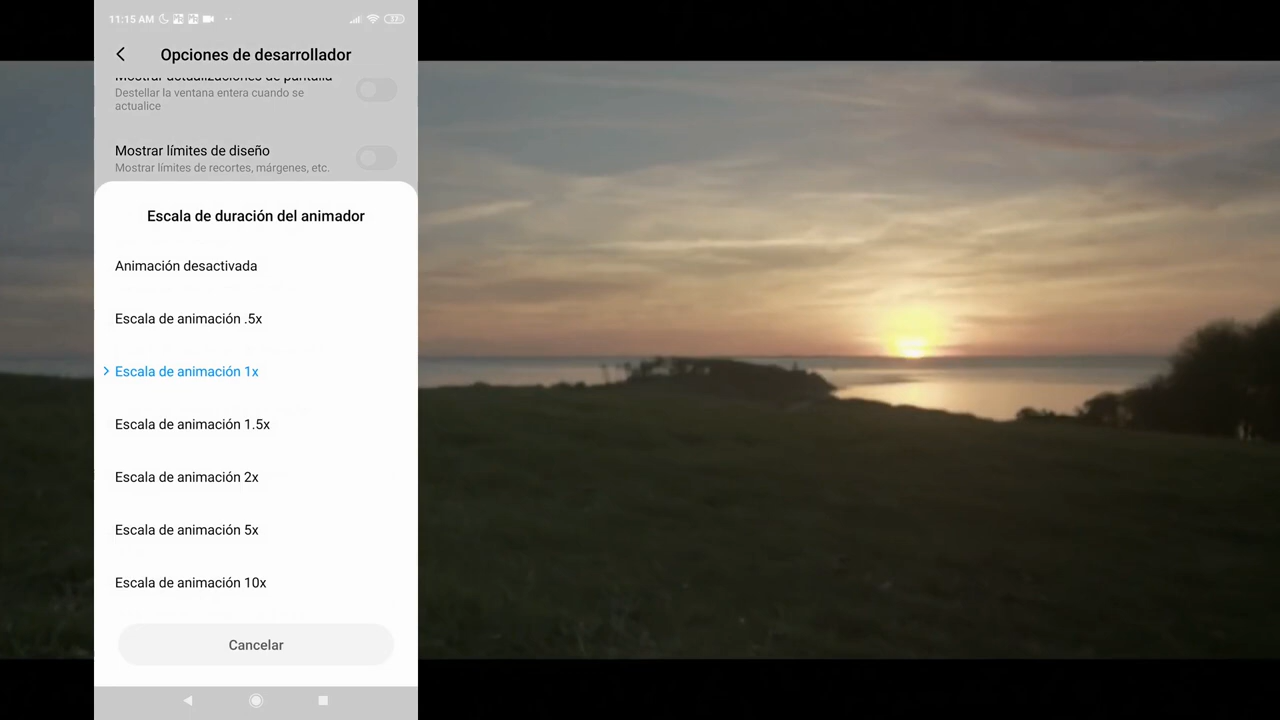 11:15 AM
Opciones de desarrollador
Mostrar actualizaciones de pantalla
Destellar la ventana entera cuando se
actualice
Mostrar límites de diseño
Mostrar límites de recortes, márgenes, etc.
Escala de duración del animador
Animación desactivada
Escala de animación .5x
Escala de animación 1x
Escala de animación 1.5x
Escala de animación 2x
Escala de animación 5x
Escala de animación 10x
Cancelar